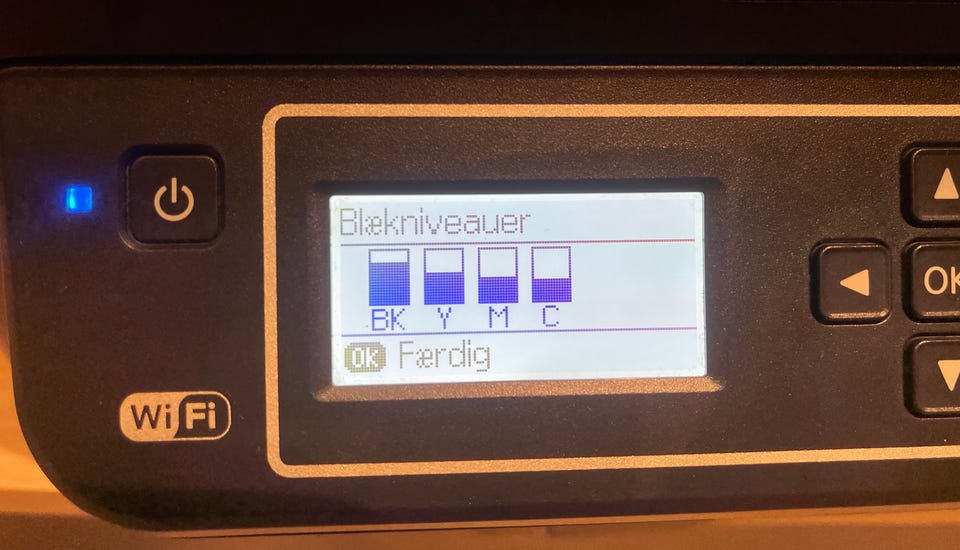 Blækniveauer
BK Y M C
OK Færdig
WiFi
OK